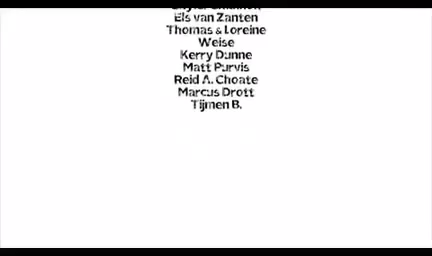 Els van Zanten
Thomas & Loreine
Weise
Kerry Dunne
Matt Purvis
Reid A. Choate
Marcus Drott
Tijmen B.